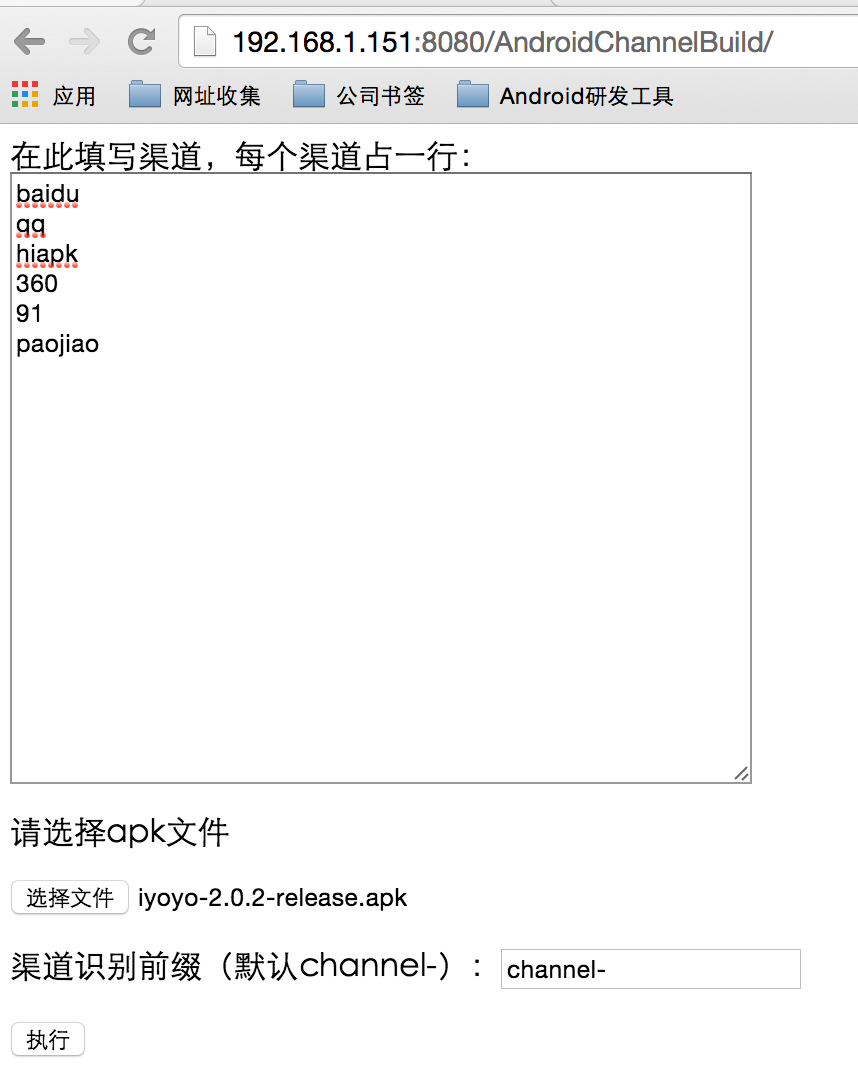 192.168.1.151:8080/AndroidChannelBuild/
应用 网址收集 公司书签 Android研发工具
在此填写渠道，每个渠道占一行：
baidu
qq
hiapk
360
91
paojiao
请选择apk文件
选择文件 iyoyo-2.0.2-release.apk
渠道识别前缀（默认channel-）： channel-
执行